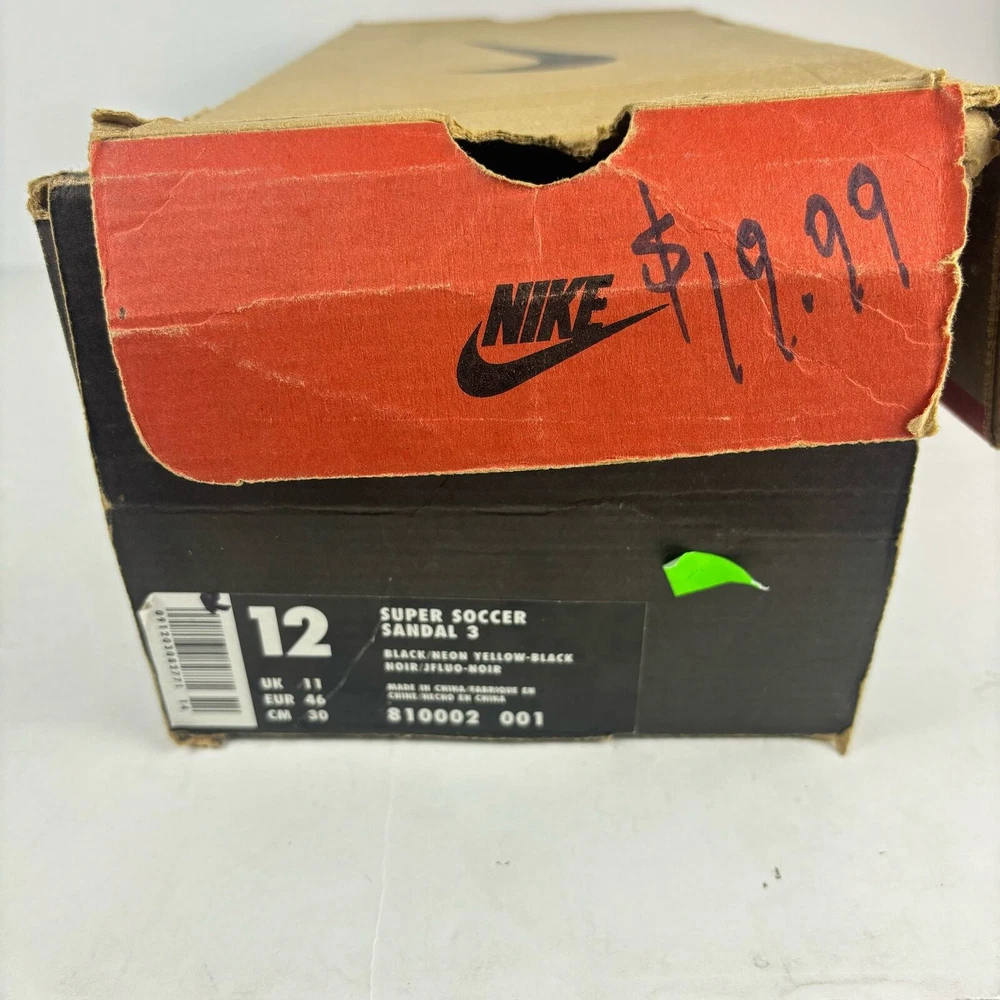 $19.99
NIKE
12
UK 11
EUR 46
CM 30
SUPER SOCCER
SANDAL 3
BLACK/NEON YELLOW-BLACK
NOIR/JFLUO-NOIR
MADE IN CHINA/FABRIQUE EN
CHINE/HECHO EN CHINA
810002 001